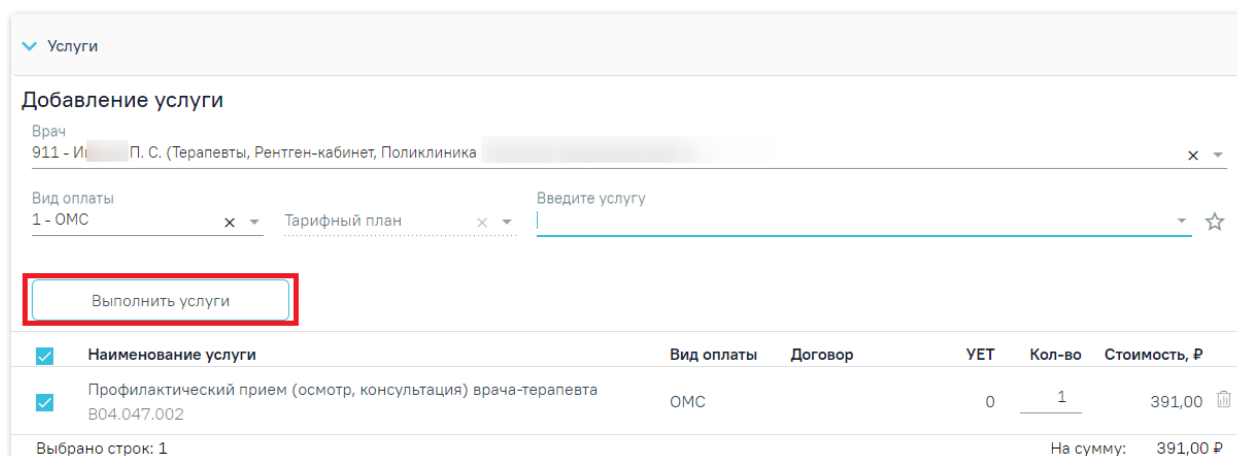 Услуги
Добавление услуги
Врач
911 - И П. С. (Терапевты, Рентген-кабинет, Поликлиника
Вид оплаты
1 - ОМС
Тарифный план
Введите услугу
Выполнить услуги
Наименование услуги Вид оплаты Договор УЕТ Кол-во Стоимость, ₽
Профилактический прием (осмотр, консультация) врача-терапевта
B04.047.002
ОМС 0 1 391,00
Выбрано строк: 1 На сумму: 391,00 ₽